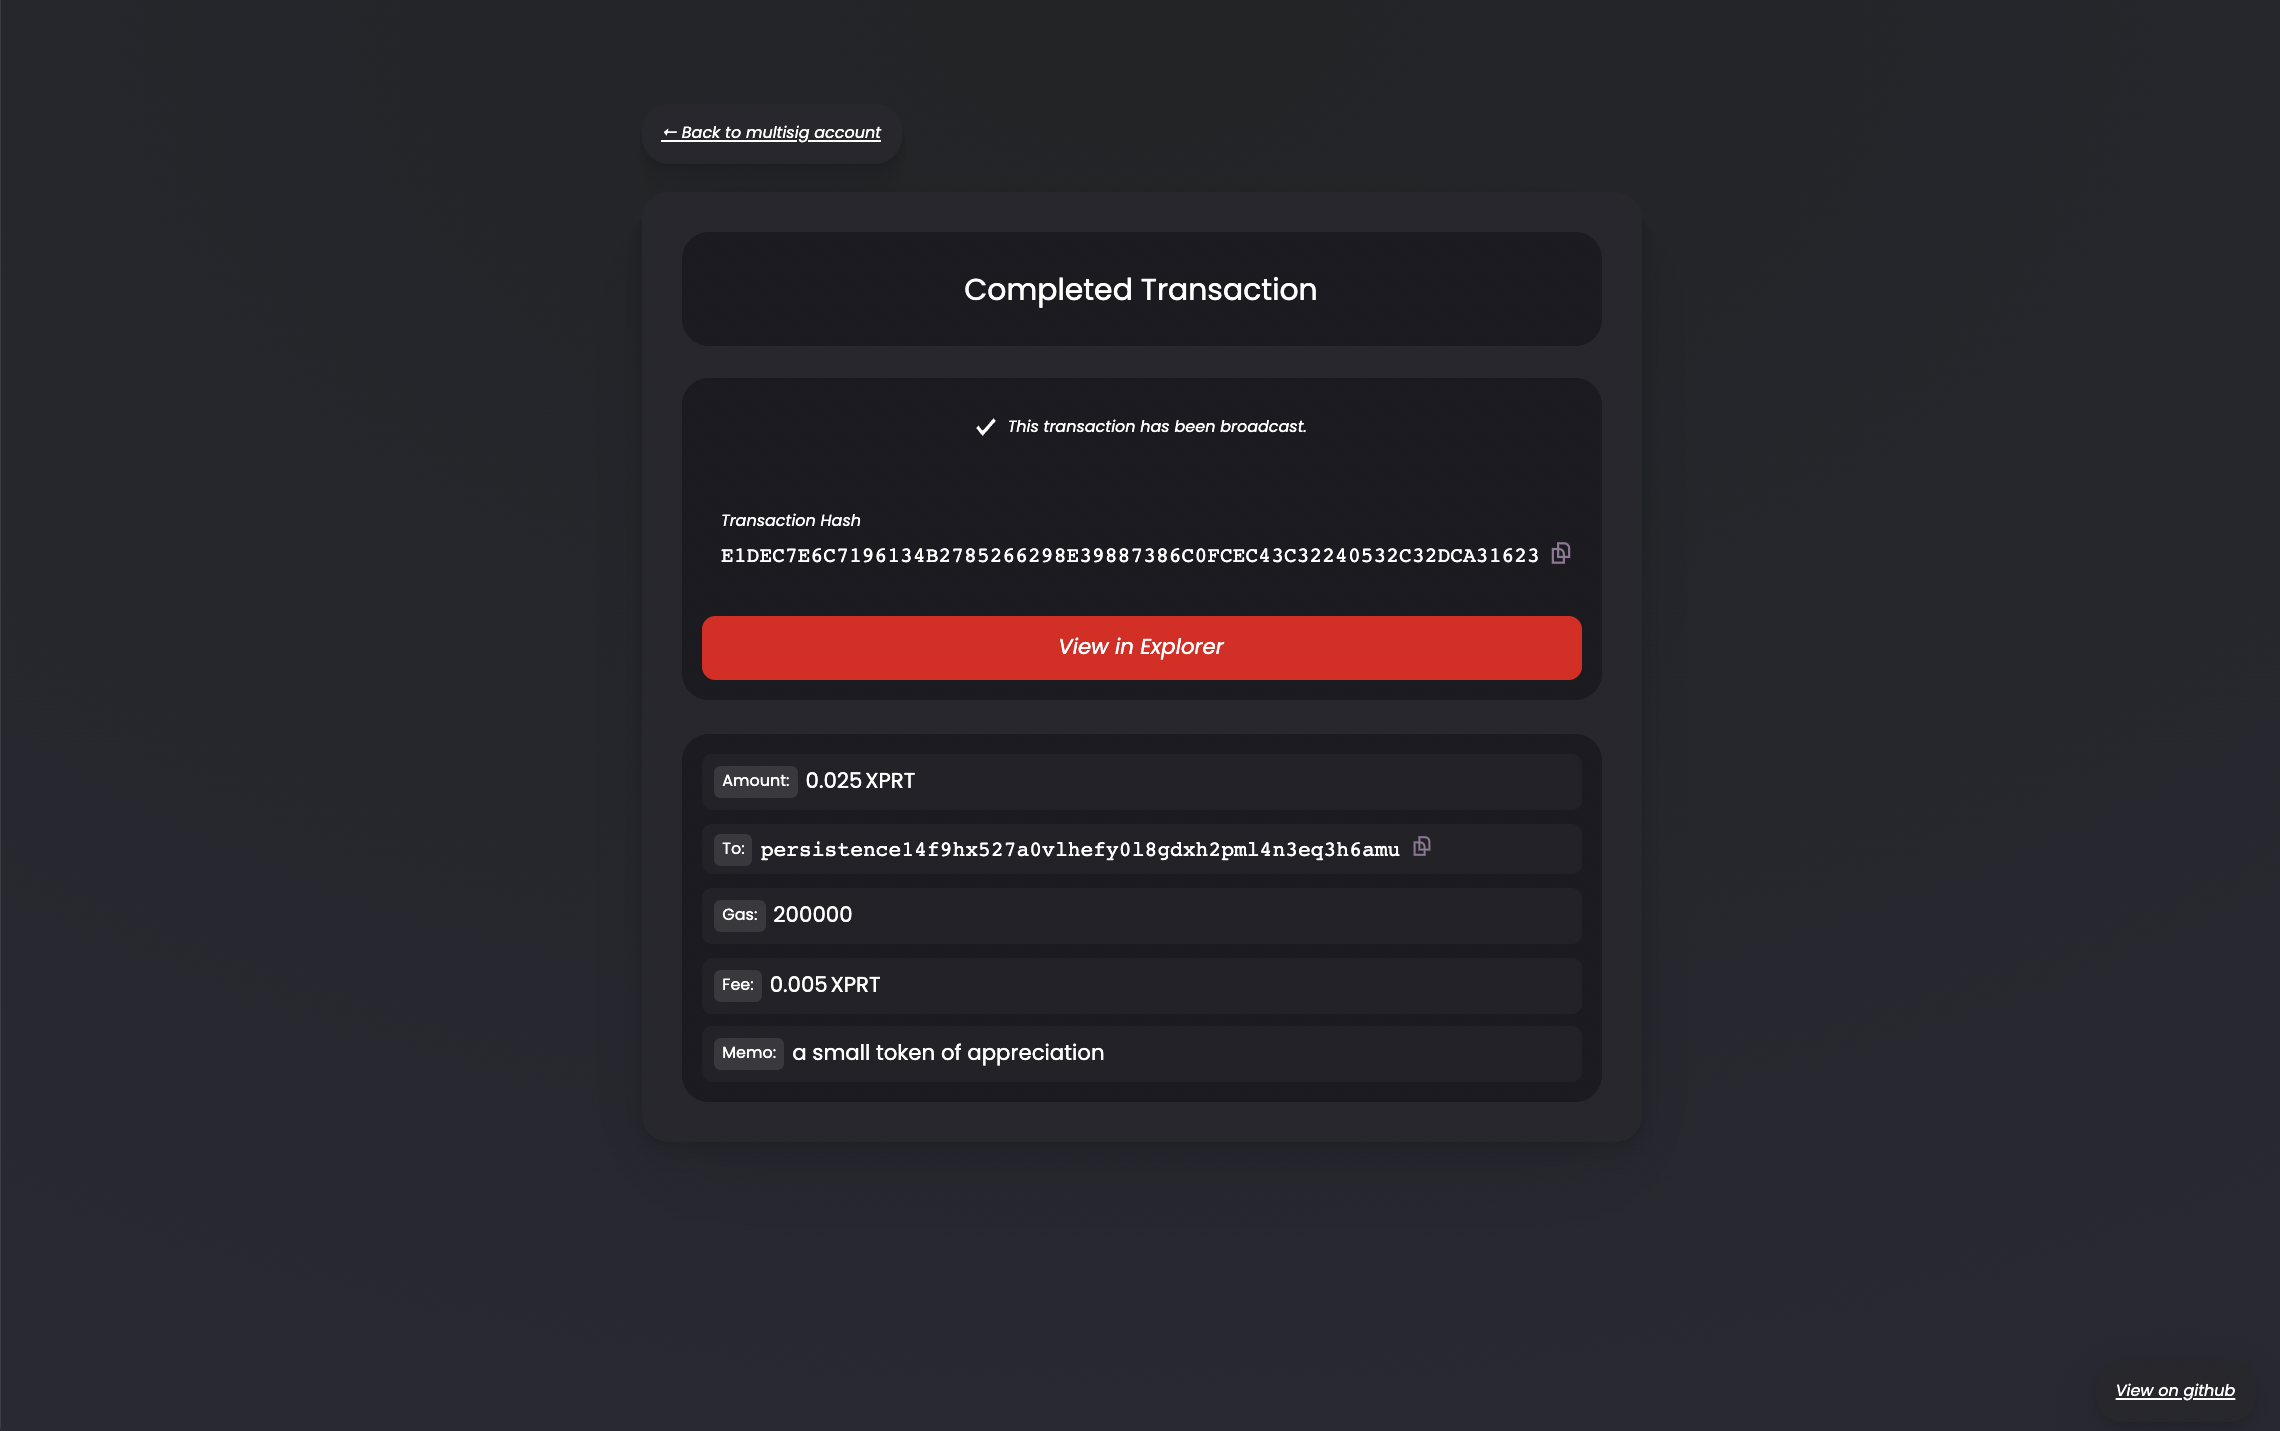 ← Back to multisig account
Completed Transaction
This transaction has been broadcast.
Transaction Hash
E1DEC7E6C7196134B2785266298E39887386C0FCEC43C32240532C32DCA31623
View in Explorer
Amount: 0.025 XPRT
To: persistence14f9hx527a0vlhefy0l8gdxh2pml4n3eq3h6amu
Gas: 200000
Fee: 0.005 XPRT
Memo: a small token of appreciation
View on github